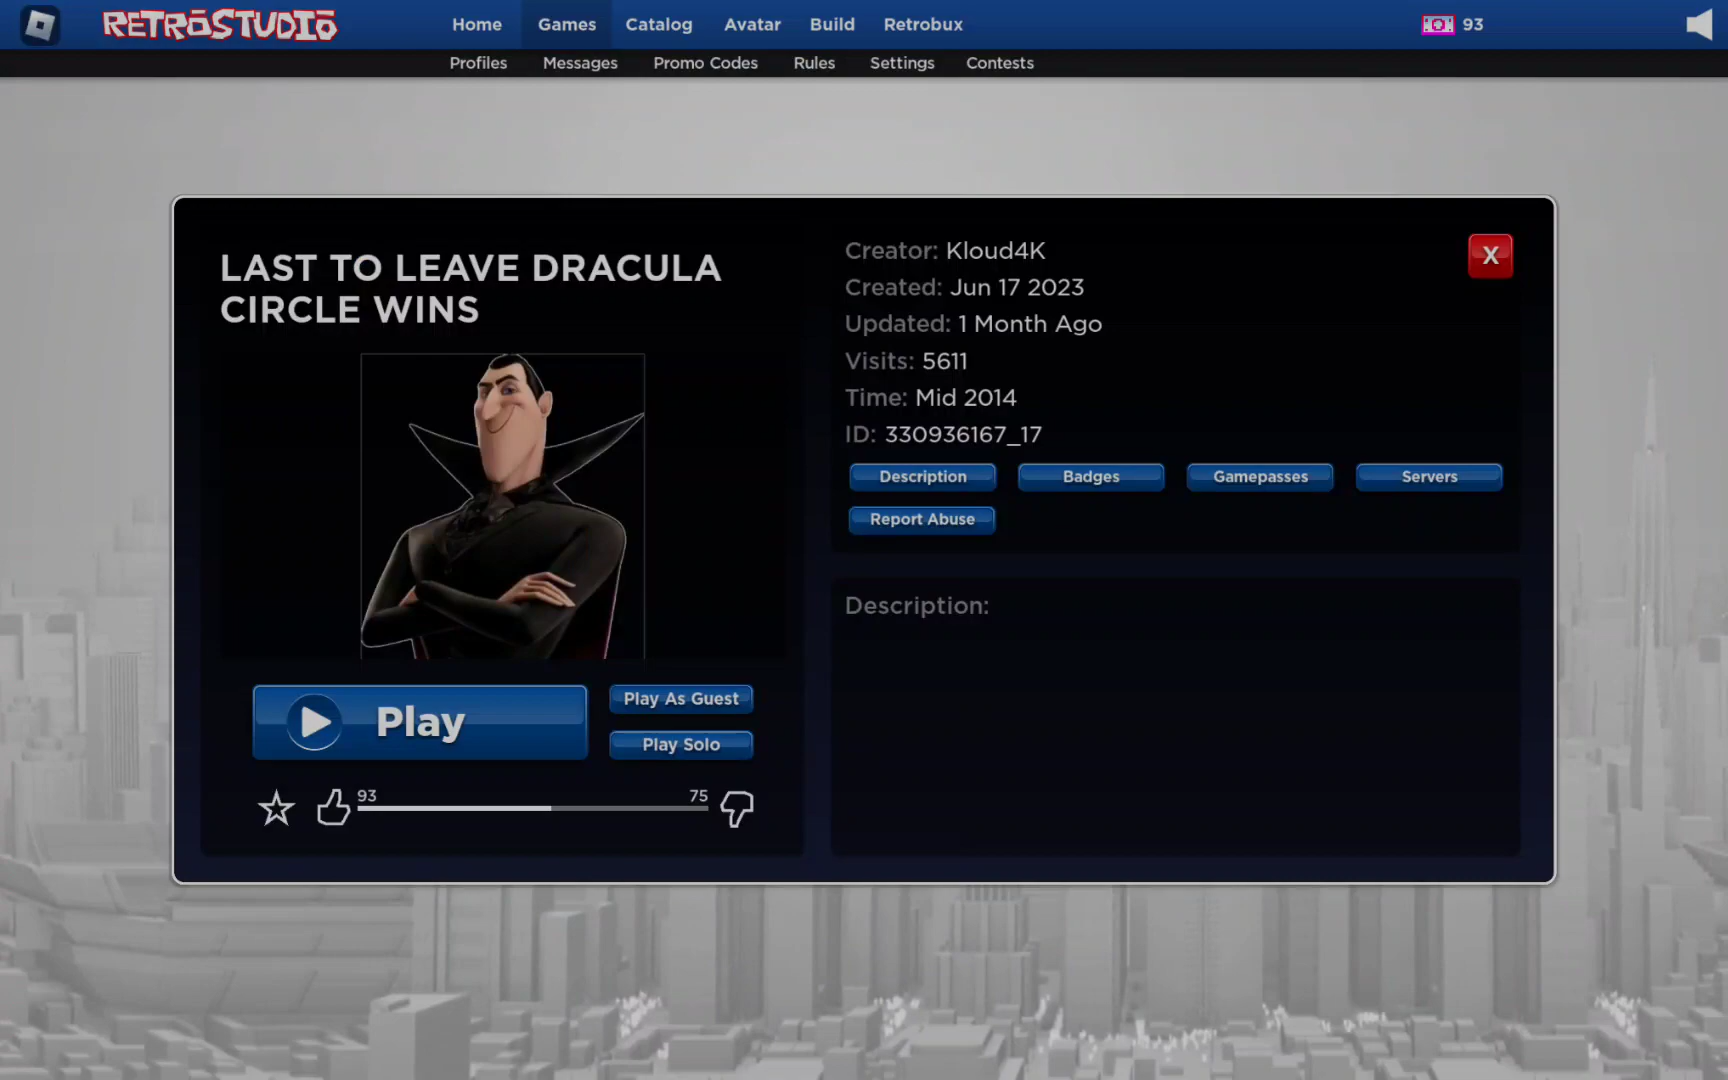 RETROSTUDIO
Home Games Catalog Avatar Build Retrobux 93
Profiles Messages Promo Codes Rules Settings Contests
LAST TO LEAVE DRACULA
CIRCLE WINS
Play
Play As Guest
Play Solo
93 75
Creator: Kloud4K
Created: Jun 17 2023
Updated: 1 Month Ago
Visits: 5611
Time: Mid 2014
ID: 330936167_17
X
Description Badges Gamepasses Servers
Report Abuse
Description: